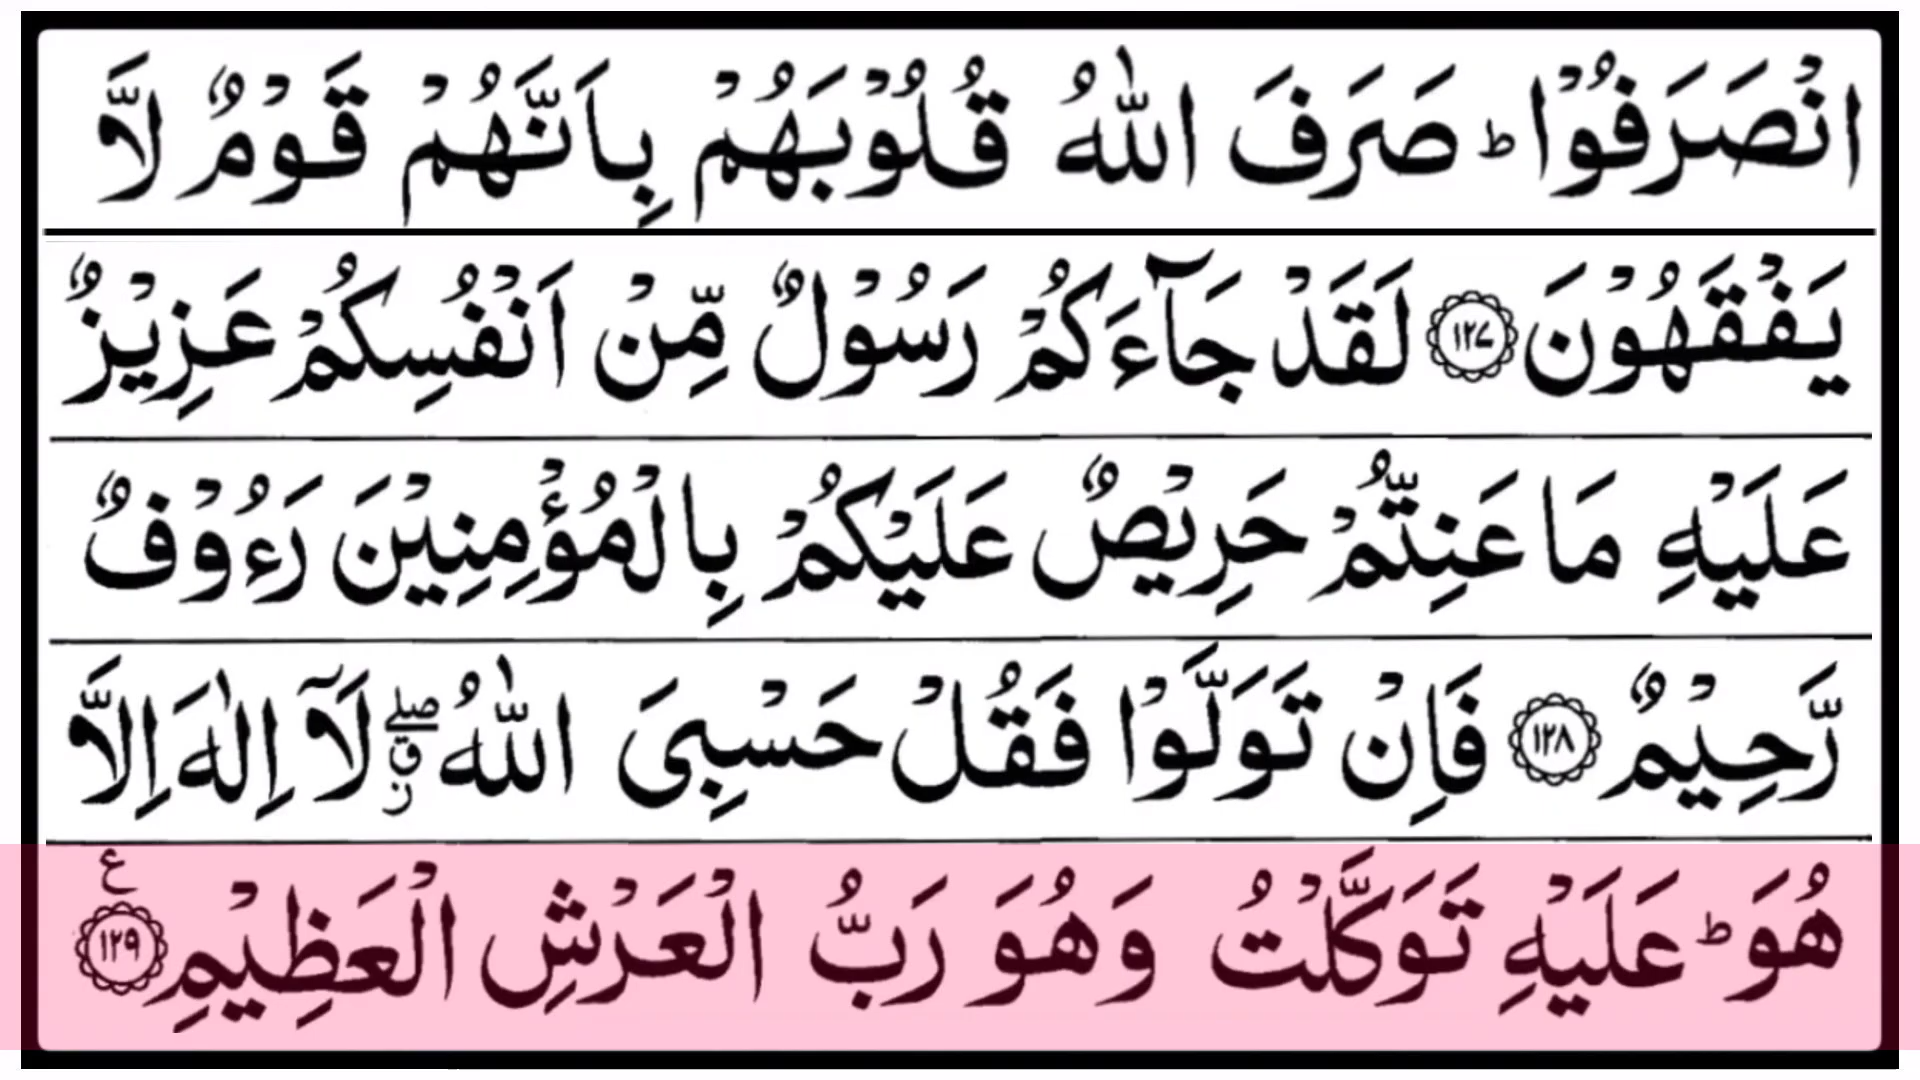 انْصَرَفُوْا ؕ صَرَفَ اللّٰهُ قُلُوْبَهُمْ بِاَنَّهُمْ قَوْمٌ لَّا
يَفْقَهُوْنَ ۝۱۲۷ لَقَدْ جَآءَكُمْ رَسُوْلٌ مِّنْ اَنْفُسِكُمْ عَزِيْزٌ
عَلَيْهِ مَا عَنِتُّمْ حَرِيْصٌ عَلَيْكُمْ بِالْمُؤْمِنِيْنَ رَءُوْفٌ
رَّحِيْمٌ ۝۱۲۸ فَاِنْ تَوَلَّوْا فَقُلْ حَسْبِىَ اللّٰهُ ۖ ق ز لَاۤ اِلٰهَ اِلَّا
هُوَ ؕ عَلَيْهِ تَوَكَّلْتُ وَهُوَ رَبُّ الْعَرْشِ الْعَظِيْمِ ۝۱۲۹ ع